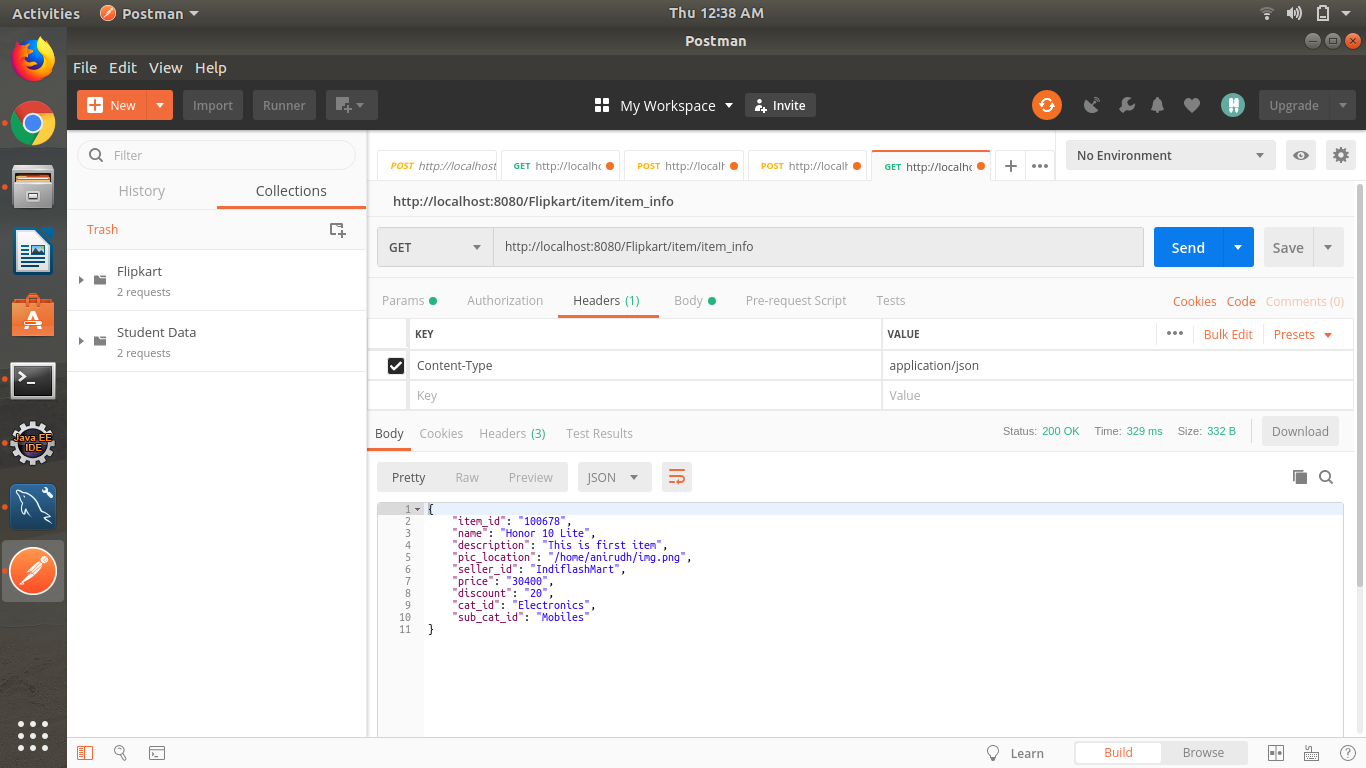 Activities Postman Thu 12:38 AM
Postman
File Edit View Help
New Import Runner My Workspace Invite Upgrade
Filter
History Collections
Trash
Flipkart
2 requests
Student Data
2 requests
POST http://localhost GET http://localho POST http://localh POST http://localh GET http://localho No Environment
http://localhost:8080/Flipkart/item/item_info
GET http://localhost:8080/Flipkart/item/item_info Send Save
Params Authorization Headers (1) Body Pre-request Script Tests Cookies Code Comments (0)
KEY VALUE Bulk Edit Presets
Content-Type application/json
Key Value
Body Cookies Headers (3) Test Results Status: 200 OK Time: 329 ms Size: 332 B Download
Pretty Raw Preview JSON
1 {
2 "item_id": "100678",
3 "name": "Honor 10 Lite",
4 "description": "This is first item",
5 "pic_location": "/home/anirudh/img.png",
6 "seller_id": "IndiflashMart",
7 "price": "30400",
8 "discount": "20",
9 "cat_id": "Electronics",
10 "sub_cat_id": "Mobiles"
11 }
Java EE
IDE
Learn Build Browse